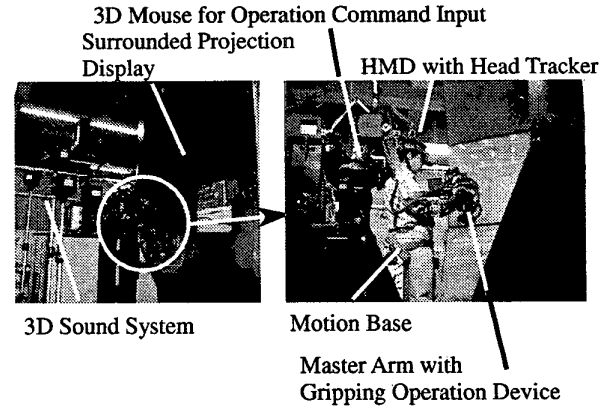 3D Mouse for Operation Command Input
Surrounded Projection
Display
HMD with Head Tracker
3D Sound System
Motion Base
Master Arm with
Gripping Operation Device